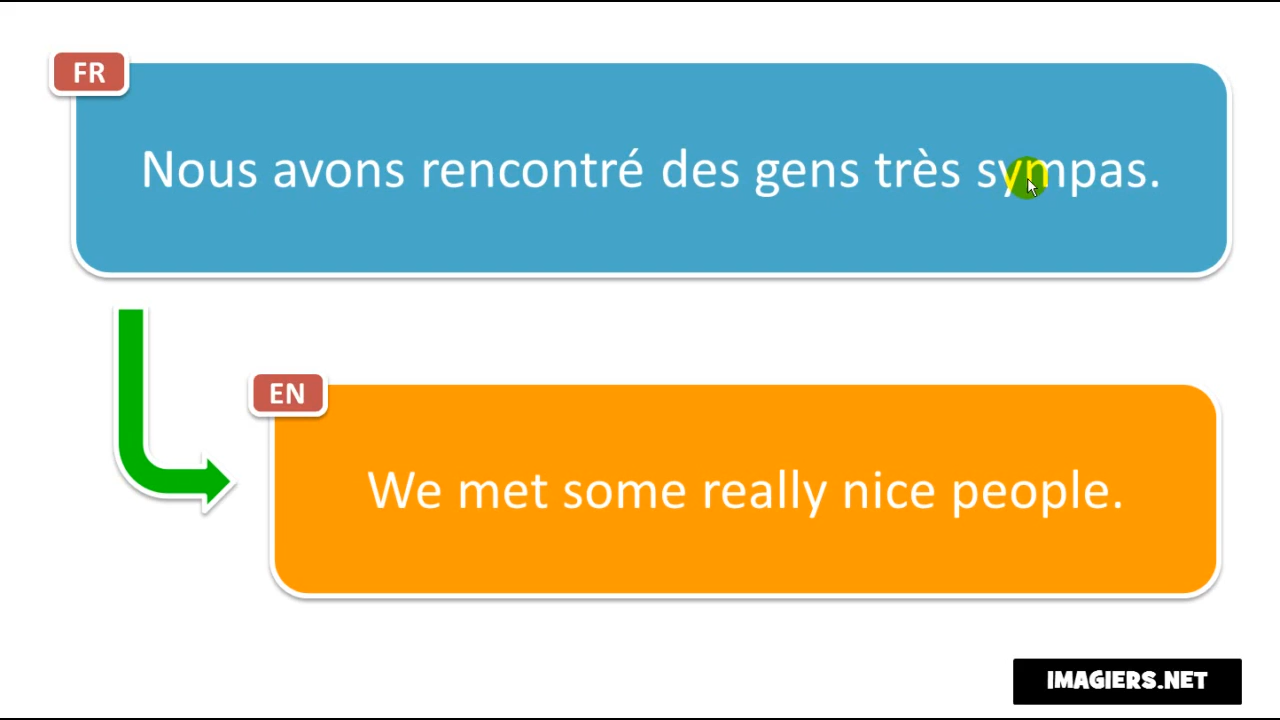 FR
Nous avons rencontré des gens très sympas.
EN
We met some really nice people.
IMAGIERS.NET